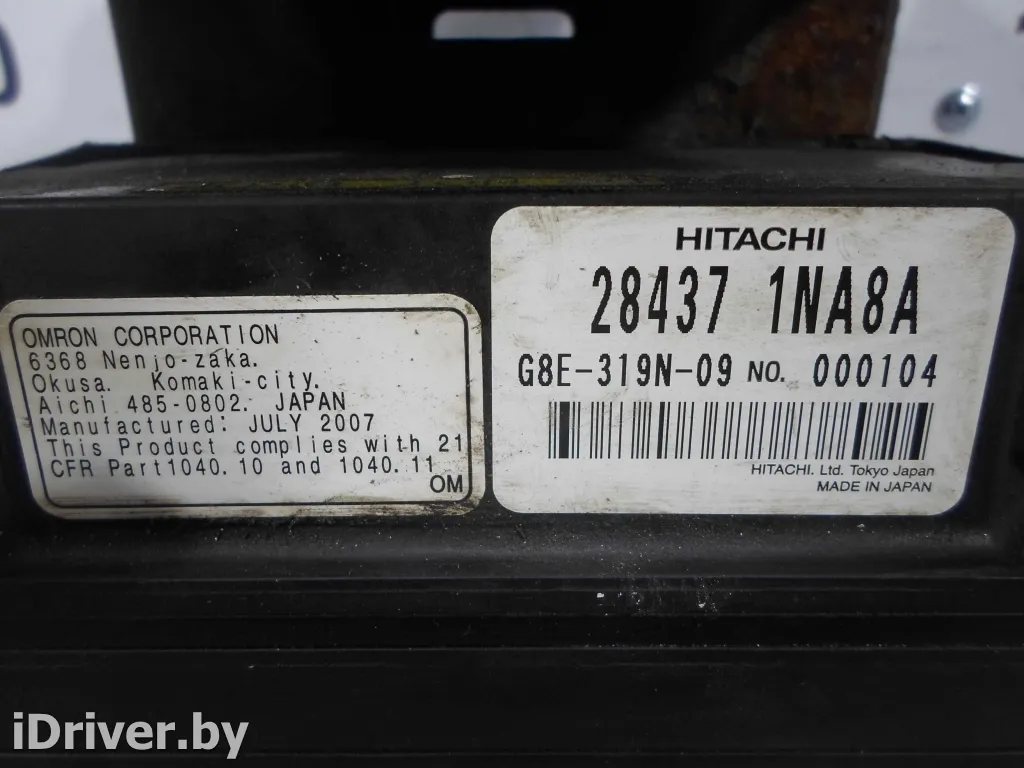 OMRON CORPORATION
6368 Nenjo-zaka.
Okusa. Komaki-city.
Aichi 485-0802. JAPAN
Manufactured: JULY 2007
This Product complies with 21
CFR Part1040.10 and 1040.11
OM
HITACHI
28437 1NA8A
G8E-319N-09 NO. 000104
HITACHI. Ltd. Tokyo Japan
MADE IN JAPAN
iDriver.by